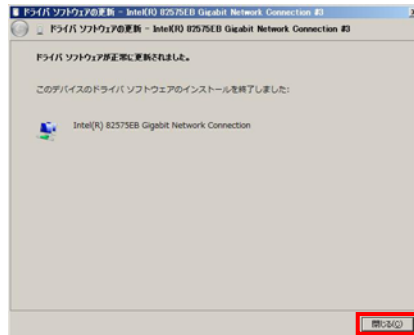 ドライバ ソフトウェアの更新 - Intel(R) 82575EB Gigabit Network Connection #3
ドライバ ソフトウェアの更新 - Intel(R) 82575EB Gigabit Network Connection #3
ドライバ ソフトウェアが正常に更新されました。
このデバイスのドライバ ソフトウェアのインストールを終了しました:
Intel(R) 82575EB Gigabit Network Connection
閉じる(C)